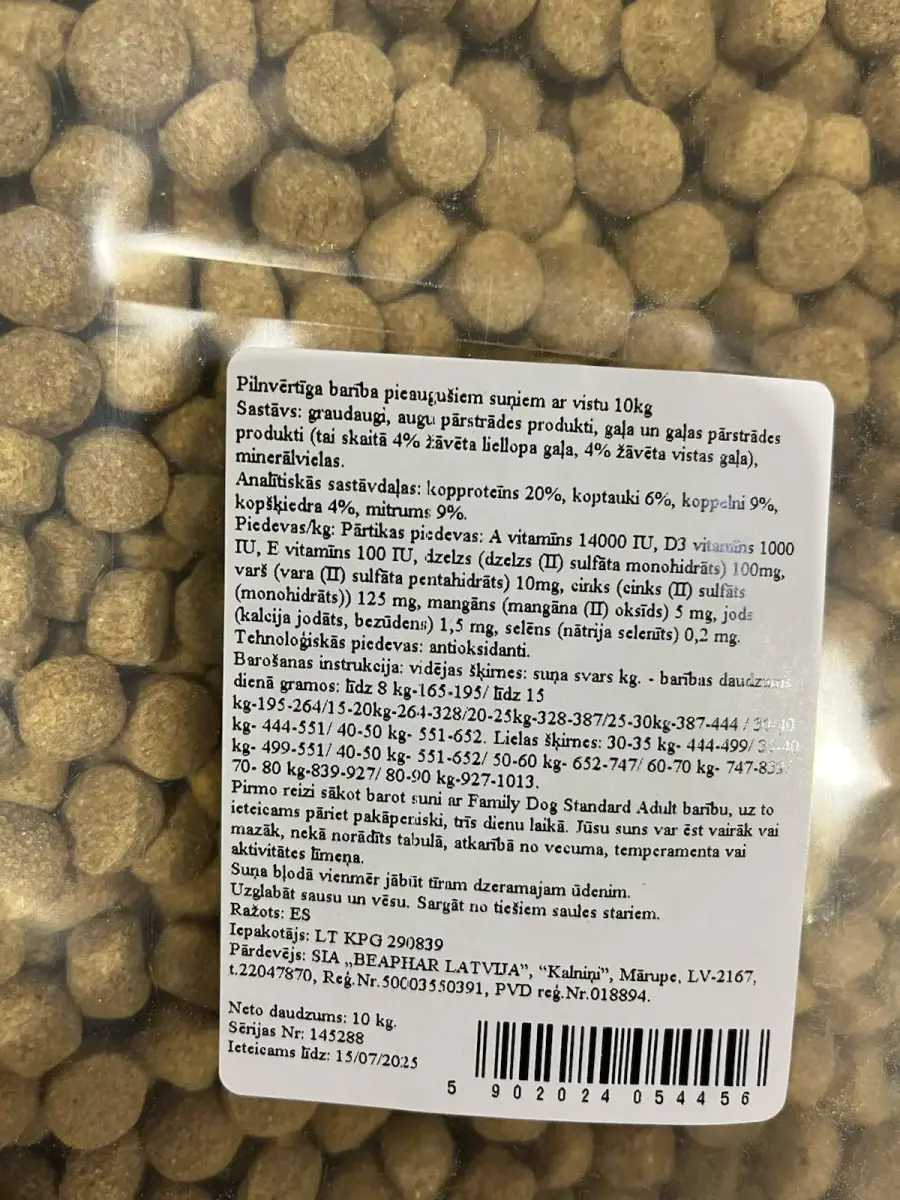 Pilnvērtīga barība pieaugušiem suņiem ar vistu 10kg
Sastāvs: graudaugi, augu pārstrādes produkti, gaļa un gaļas pārstrādes
produkti (tai skaitā 4% žāvēta liellopa gaļa, 4% žāvēta vistas gaļa),
minerālvielas.
Analītiskās sastāvdaļas: kopproteīns 20%, koptauki 6%, koppelni 9%,
kopšķiedra 4%, mitrums 9%.
Piedevas/kg: Pārtikas piedevas: A vitamīns 14000 IU, D3 vitamīns 1000
IU, E vitamīns 100 IU, dzelzs (dzelzs (II) sulfāta monohidrāts) 100mg,
varš (vara (II) sulfāta pentahidrāts) 10mg, cinks (cinks (II) sulfāts
(monohidrāts)) 125 mg, mangāns (mangāna (II) oksīds) 5 mg, jods
(kalcija jodāts, bezūdens) 1,5 mg, selēns (nātrija selenīts) 0,2 mg.
Tehnoloģiskās piedevas: antioksidanti.
Barošanas instrukcija: vidējas šķirnes: suņa svars kg. - barības daudzums
dienā gramos: līdz 8 kg-165-195/ līdz 15
kg-195-264/15-20kg-264-328/20-25kg-328-387/25-30kg-387-444 / 30-40
kg- 444-551/ 40-50 kg- 551-652. Lielas šķirnes: 30-35 kg- 444-499/
kg- 499-551/ 40-50 kg- 551-652/ 50-60 kg- 652-747/ 60-70 kg-
70- 80 kg-839-927/ 80-90 kg-927-1013.
Pirmo reizi sākot barot suni ar Family Dog Standard Adult barību, uz to
ieteicams pāriet pakāpeniski, trīs dienu laikā. Jūsu suns var ēst vairāk vai
mazāk, nekā norādīts tabulā, atkarībā no vecuma, temperamenta vai
aktivitātes līmeņa.
Suņa bļodā vienmēr jābūt tīram dzeramajam ūdenim.
Uzglabāt sausu un vēsu. Sargāt no tiešiem saules stariem.
Ražots: ES
Iepakotājs: LT KPG 290839
Pārdevējs: SIA „BEAPHAR LATVIJA”, “Kalniņi”, Mārupe, LV-2167,
t.22047870, Reģ.Nr.50003550391, PVD reģ.Nr.018894.
Neto daudzums: 10 kg.
Sērijas Nr: 145288
Ieteicams līdz: 15/07/2025
5 902024 054456